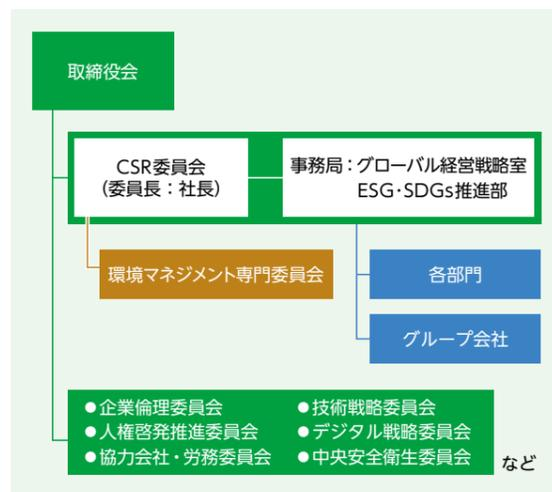 取締役会
CSR委員会
(委員長：社長)
事務局：グローバル経営戦略室
ESG・SDGs推進部
環境マネジメント専門委員会
各部門
グループ会社
●企業倫理委員会
●人権啓発推進委員会
●協力会社・労務委員会
●技術戦略委員会
●デジタル戦略委員会
●中央安全衛生委員会
など